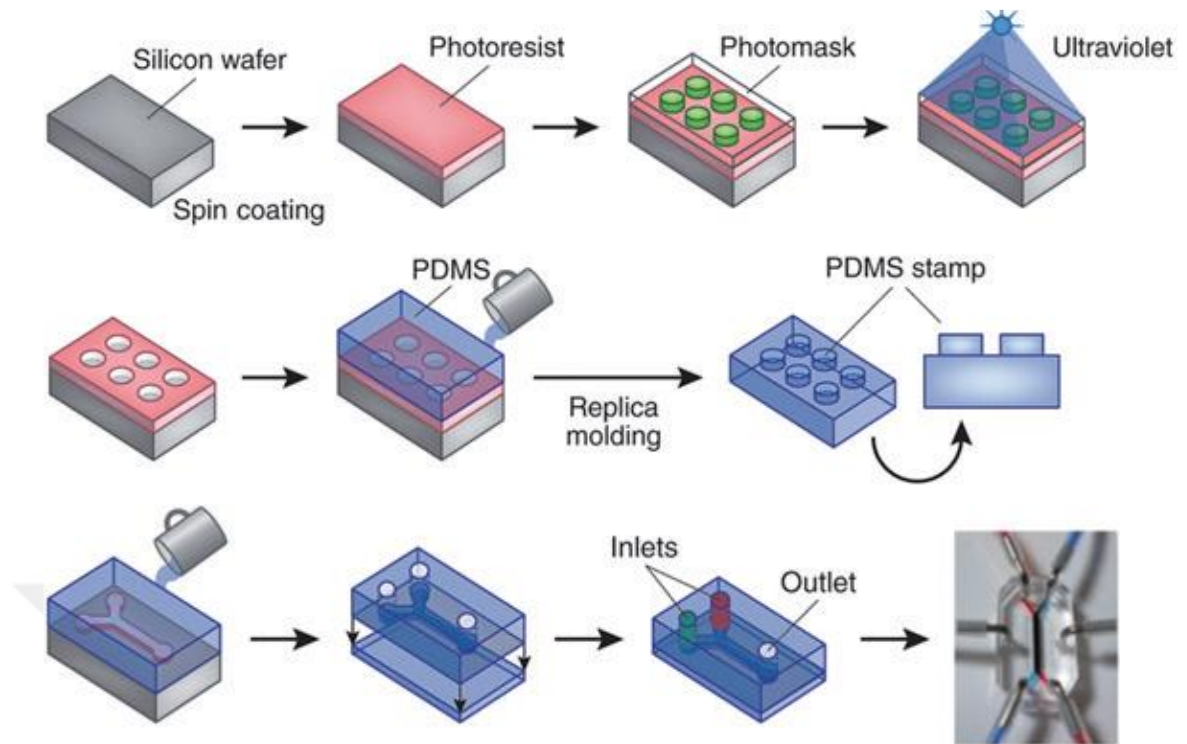 Silicon wafer
Photoresist
Photomask
Ultraviolet
Spin coating
PDMS
PDMS stamp
Replica
molding
Inlets
Outlet